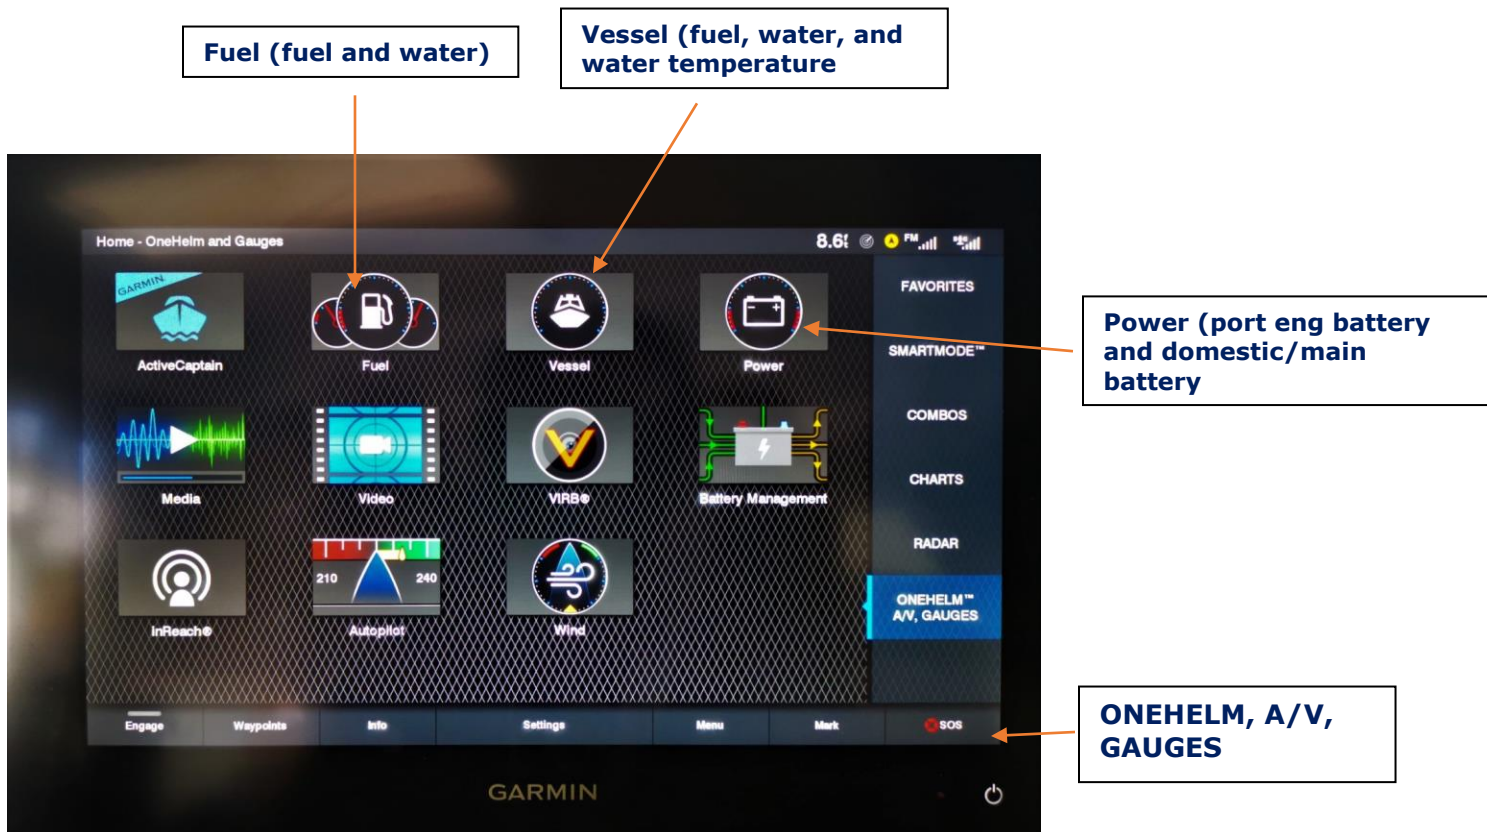 Fuel (fuel and water)
Vessel (fuel, water, and
water temperature
Home - OneHelm and Gauges
8.6
FM
GARMIN
ActiveCaptain
Fuel
Vessel
Power
FAVORITES
SMARTMODE™
Power (port eng battery
and domestic/main
battery
COMBOS
Media
Video
VIRB®
Battery Management
CHARTS
RADAR
210
240
InReach®
Autopilot
Wind
ONEHELM™
A/V, GAUGES
Engage
Waypoints
Info
Settings
Menu
Mark
SOS
ONEHELM, A/V,
GAUGES
GARMIN